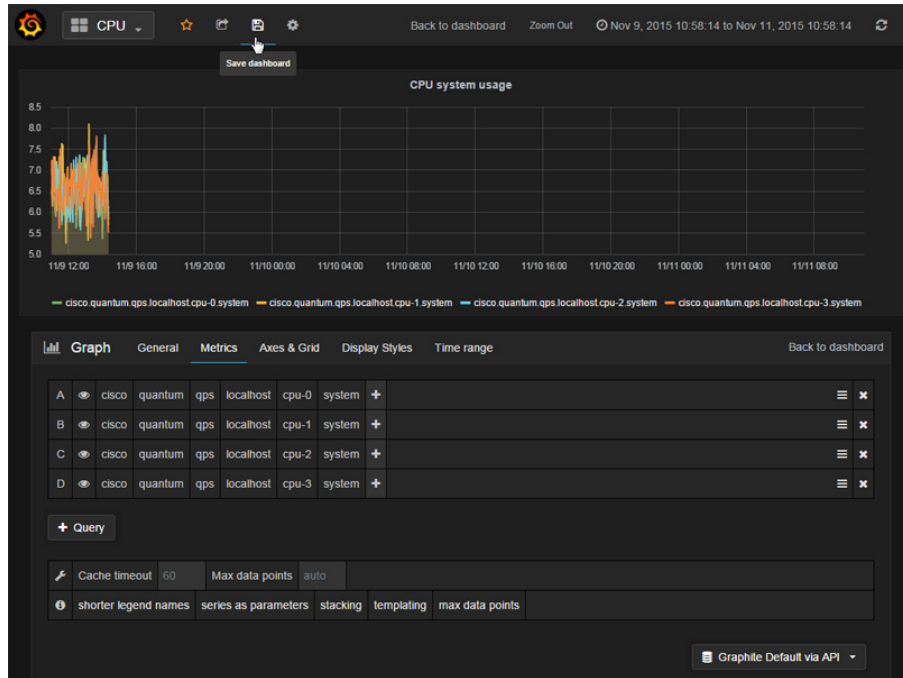 CPU Back to dashboard Zoom Out Nov 9, 2015 10:58:14 to Nov 11, 2015 10:58:14
Save dashboard
CPU system usage
8.5
8.0
7.5
7.0
6.5
6.0
5.5
5.0
11/9 12:00 11/9 16:00 11/9 20:00 11/10 00:00 11/10 04:00 11/10 08:00 11/10 12:00 11/10 16:00 11/10 20:00 11/11 00:00 11/11 04:00 11/11 08:00
cisco.quantum.qps.localhost.cpu-0.system cisco.quantum.qps.localhost.cpu-1.system cisco.quantum.qps.localhost.cpu-2.system cisco.quantum.qps.localhost.cpu-3.system
Graph General Metrics Axes & Grid Display Styles Time range Back to dashboard
A cisco quantum qps localhost cpu-0 system +
B cisco quantum qps localhost cpu-1 system +
C cisco quantum qps localhost cpu-2 system +
D cisco quantum qps localhost cpu-3 system +
+ Query
Cache timeout 60 Max data points auto
shorter legend names series as parameters stacking templating max data points
Graphite Default via API